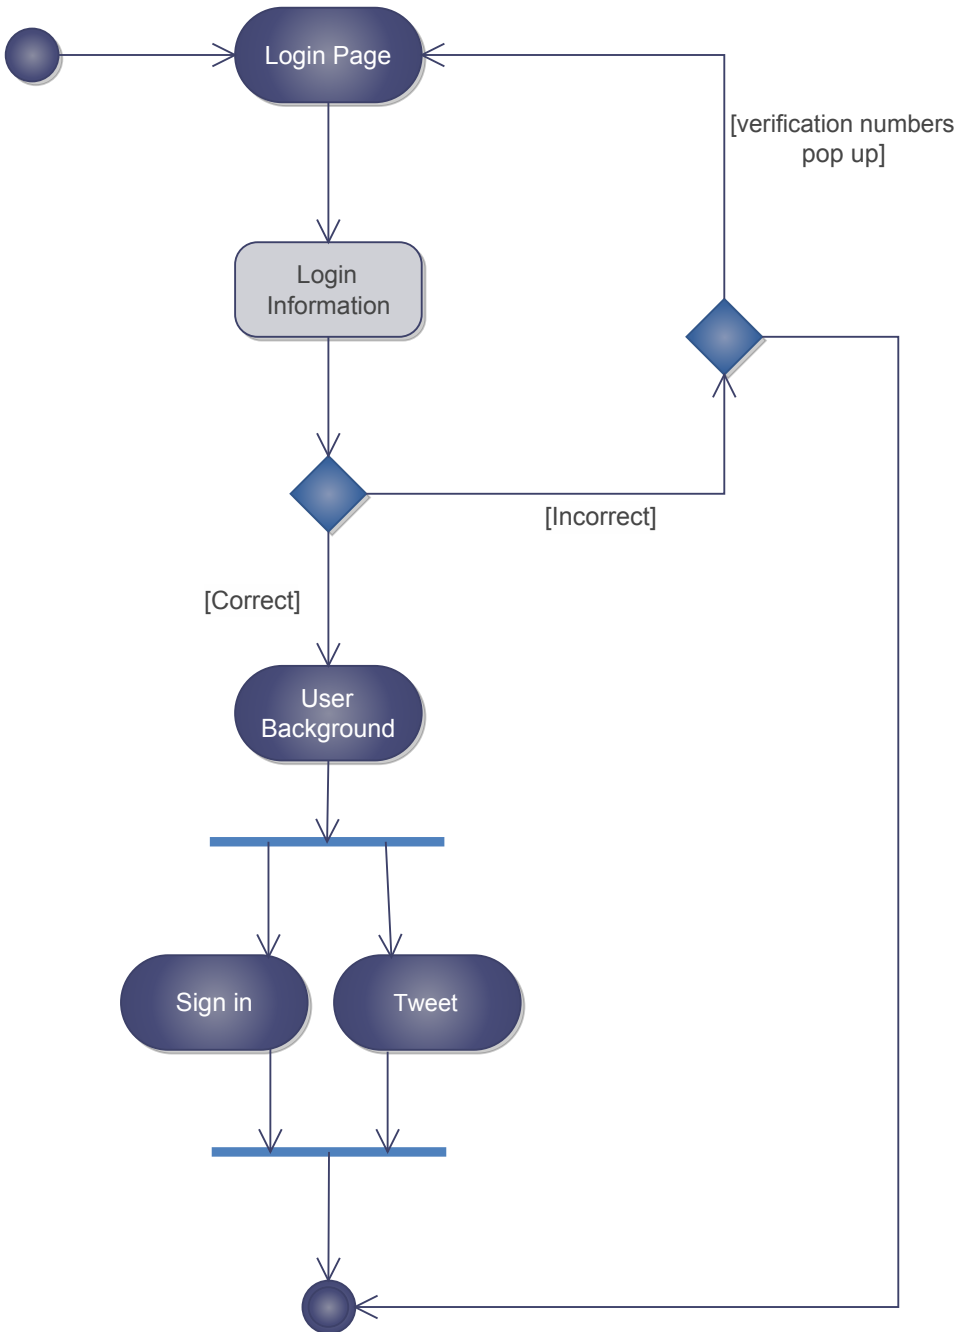 Login Page
[verification numbers
pop up]
Login
Information
[Incorrect]
[Correct]
User
Background
Sign in
Tweet